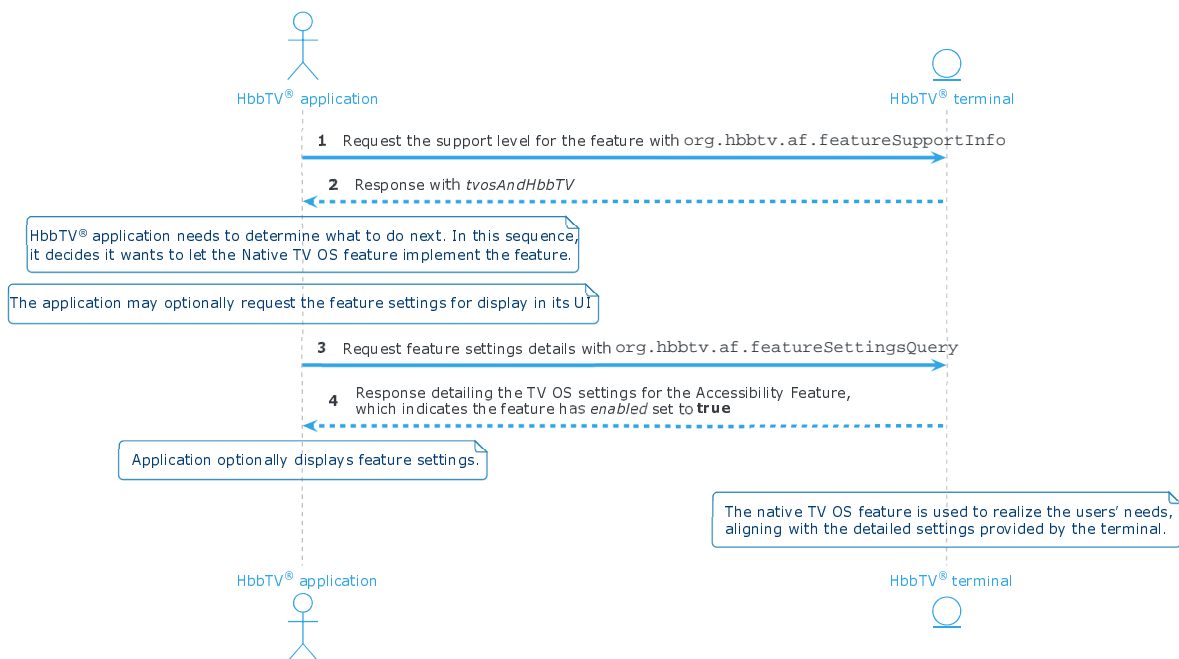 HbbTV® application
HbbTV® terminal
1 Request the support level for the feature with org.hbbtv.af.featureSupportInfo
2 Response with tvosAndHbbTV
HbbTV® application needs to determine what to do next. In this sequence,
it decides it wants to let the Native TV OS feature implement the feature.
The application may optionally request the feature settings for display in its UI
3 Request feature settings details with org.hbbtv.af.featureSettingsQuery
4 Response detailing the TV OS settings for the Accessibility Feature,
which indicates the feature has enabled set to true
Application optionally displays feature settings.
The native TV OS feature is used to realize the users’ needs,
aligning with the detailed settings provided by the terminal.
HbbTV® application
HbbTV® terminal